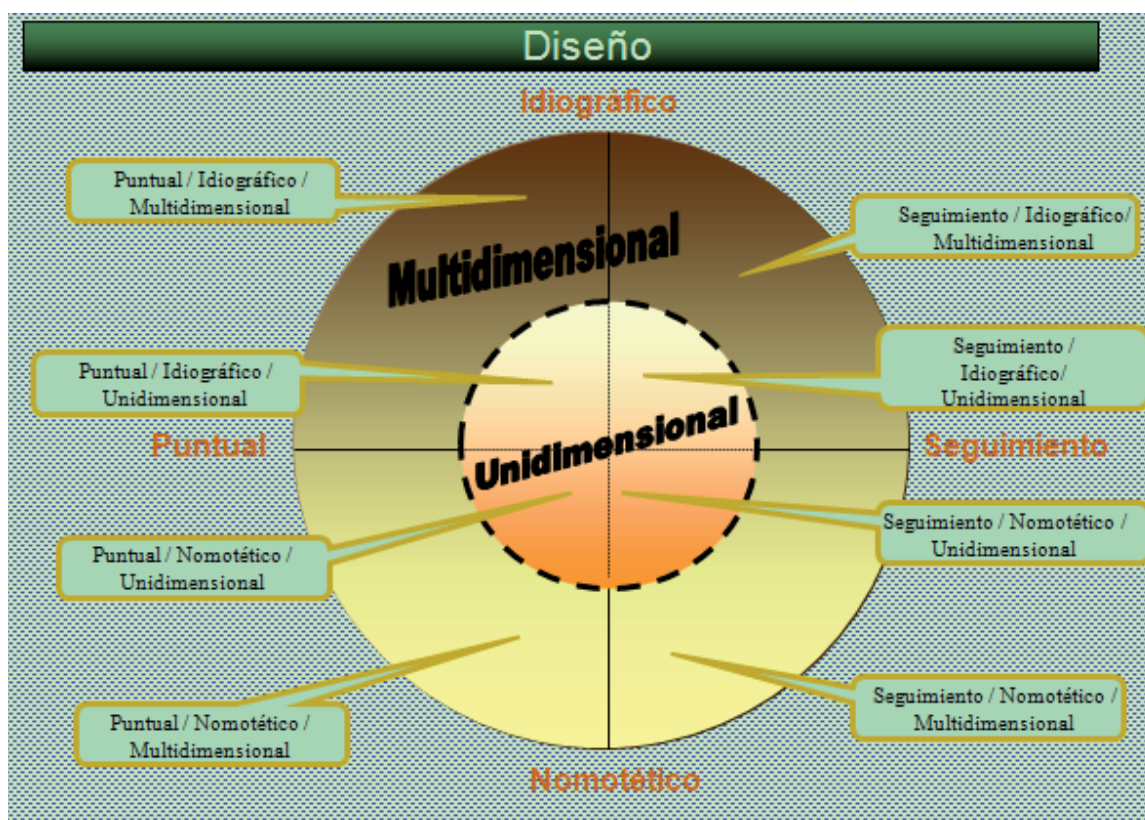 Diseño
Idiográfico
Puntual / Idiográfico /
Multidimensional
Seguimiento / Idiográfico/
Multidimensional
Multidimensional
Puntual / Idiográfico /
Unidimensional
Seguimiento /
Idiográfico/
Unidimensional
Unidimensional
Puntual
Seguimiento
Puntual / Nomotético /
Unidimensional
Seguimiento / Nomotético /
Unidimensional
Puntual / Nomotético /
Multidimensional
Seguimiento / Nomotético /
Multidimensional
Nomotético